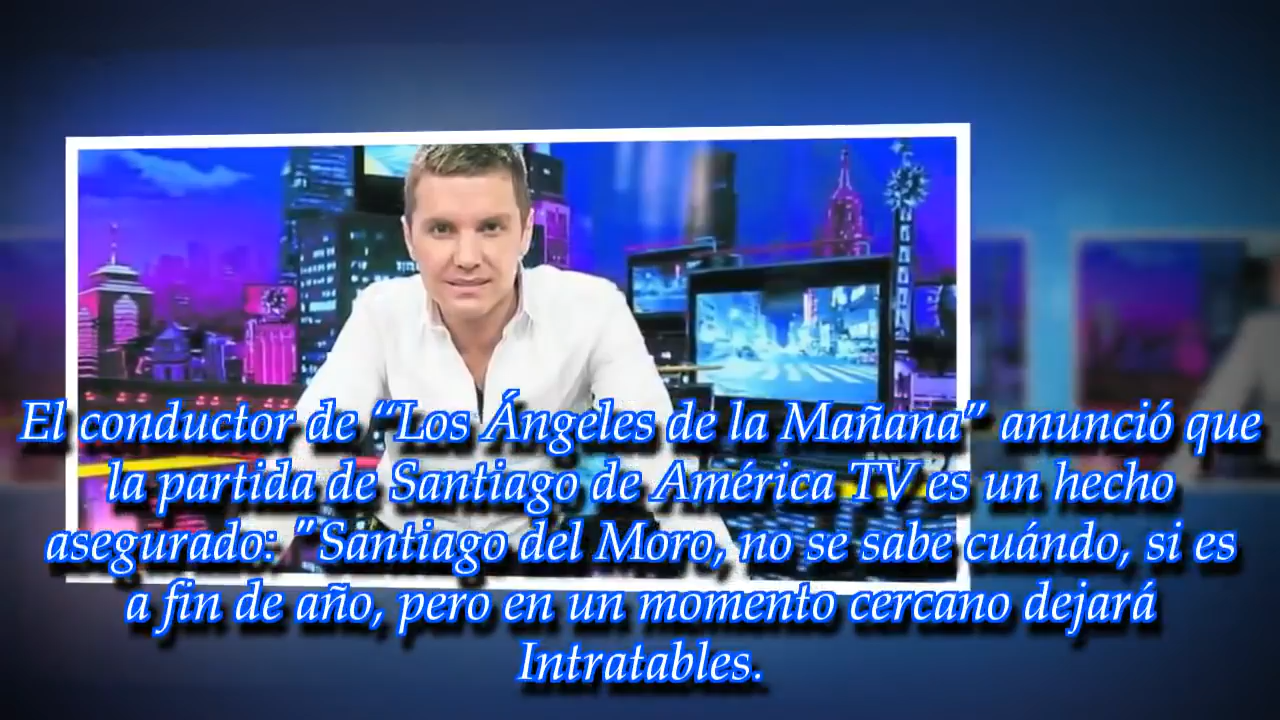 El conductor de “Los Ángeles de la Mañana” anunció que
la partida de Santiago de América TV es un hecho
asegurado: "Santiago del Moro, no se sabe cuándo, si es
a fin de año, pero en un momento cercano dejará
Intratables.